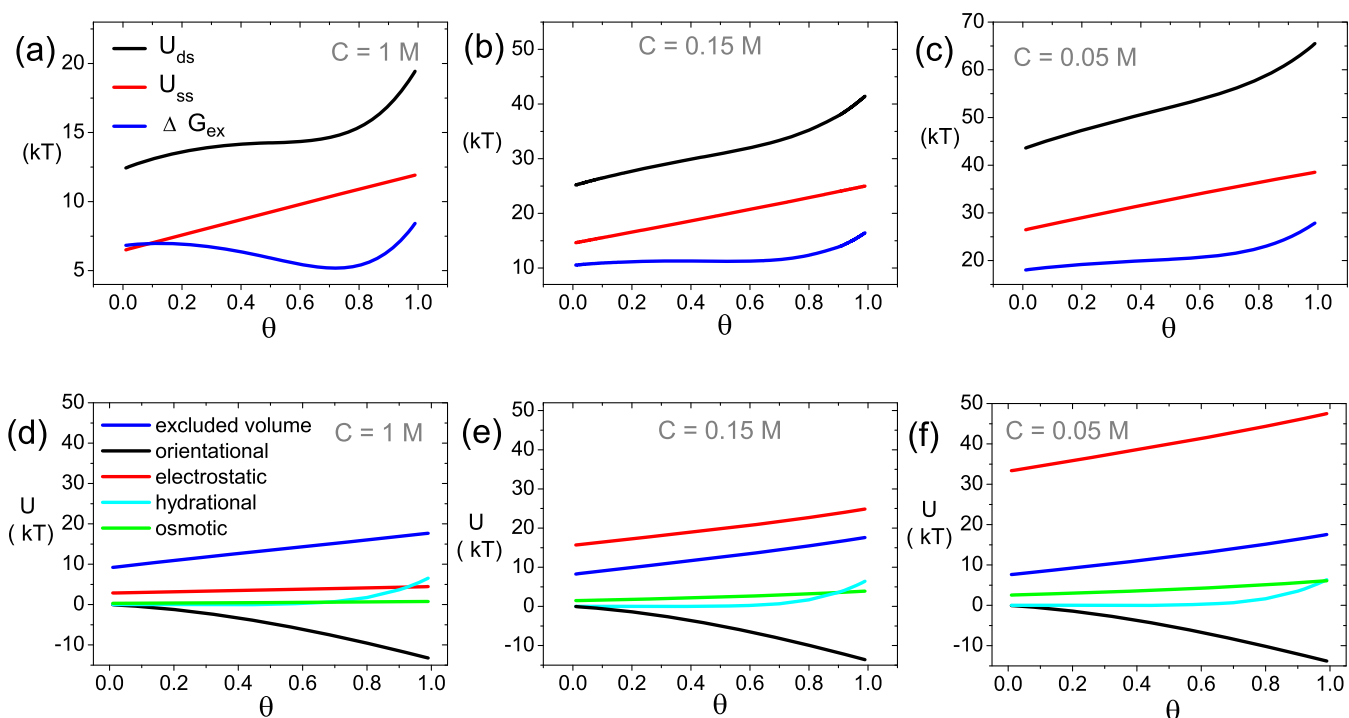 (a)
U_ds
U_ss
Δ G_ex
C = 1 M
20
15
10
5
(kT)
0.0 0.2 0.4 0.6 0.8 1.0
θ
(b)
C = 0.15 M
50
40
30
20
10
(kT)
0.0 0.2 0.4 0.6 0.8 1.0
θ
(c)
C = 0.05 M
70
60
50
40
30
20
(kT)
0.0 0.2 0.4 0.6 0.8 1.0
θ
(d)
excluded volume
orientational
electrostatic
hydrational
osmotic
C = 1 M
50
40
30
20
10
0
-10
U
( kT)
0.0 0.2 0.4 0.6 0.8 1.0
θ
(e)
C = 0.15 M
50
40
30
20
10
0
-10
U
( kT)
0.0 0.2 0.4 0.6 0.8 1.0
θ
(f)
C = 0.05 M
50
40
30
20
10
0
-10
U
( kT)
0.0 0.2 0.4 0.6 0.8 1.0
θ